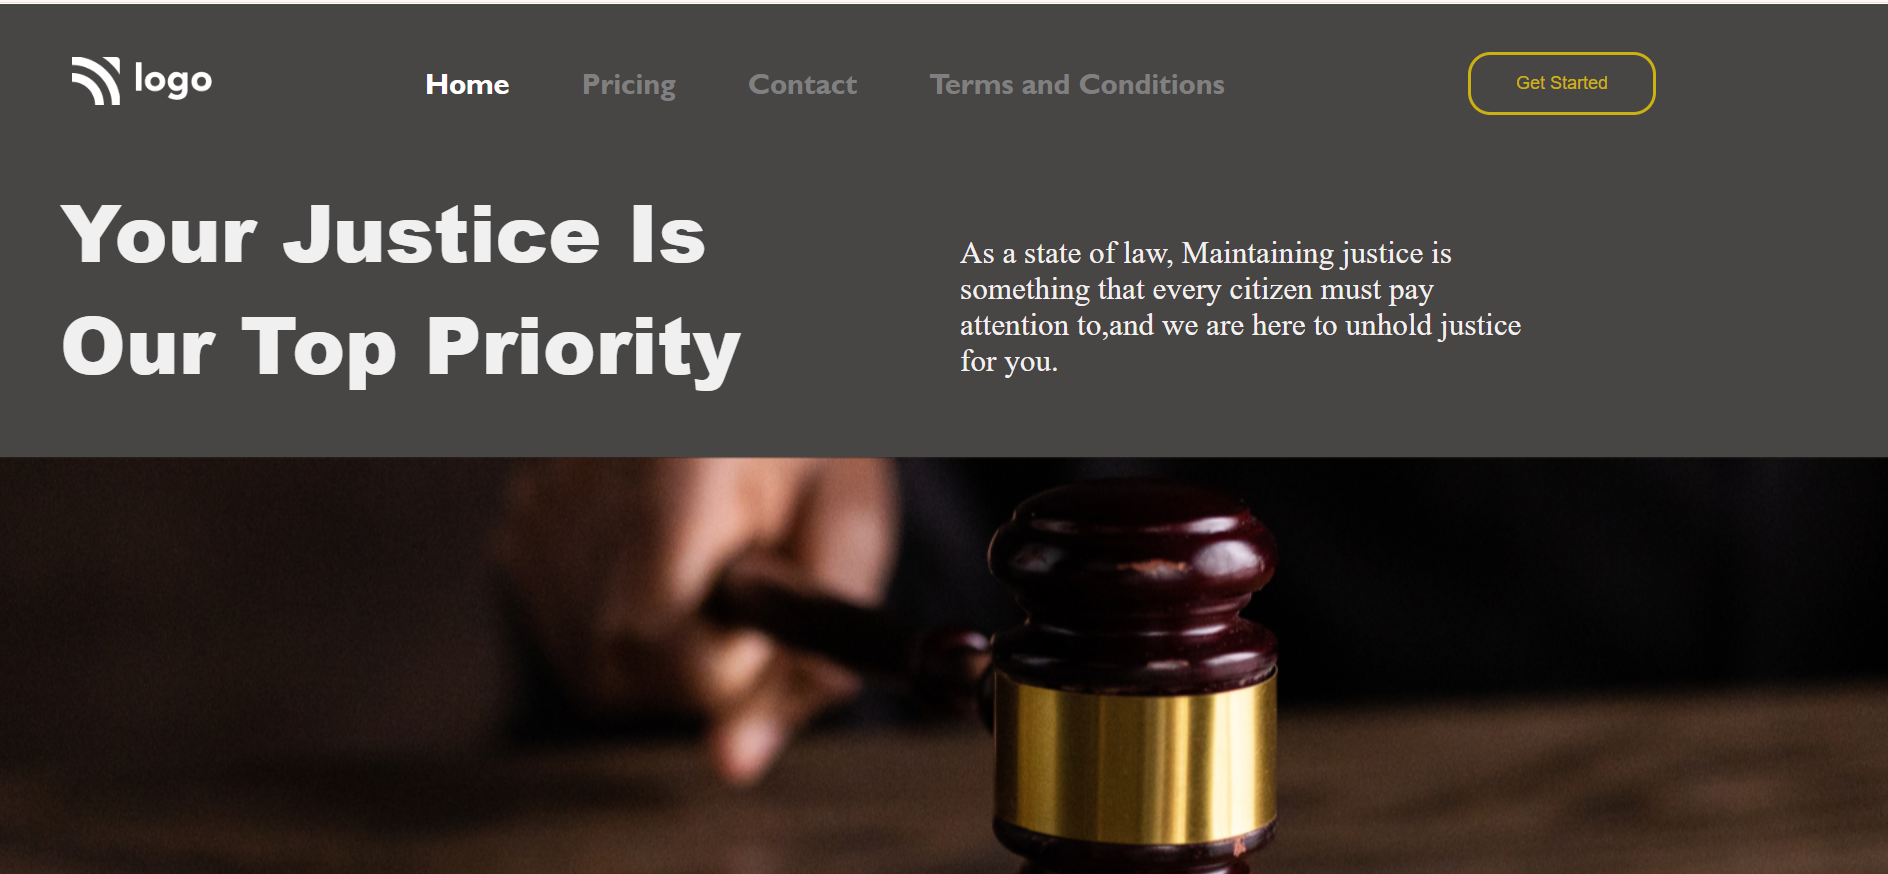 logo
Home Pricing Contact Terms and Conditions Get Started
Your Justice Is
Our Top Priority
As a state of law, Maintaining justice is
something that every citizen must pay
attention to,and we are here to unhold justice
for you.